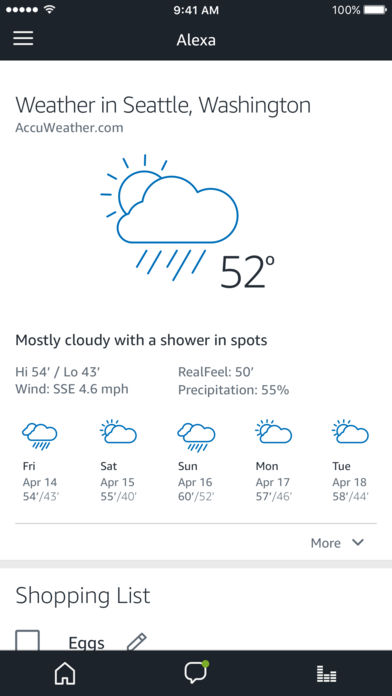 9:41 AM
100%
Alexa
Weather in Seattle, Washington
AccuWeather.com
52°
Mostly cloudy with a shower in spots
Hi 54′ / Lo 43′ RealFeel: 50′
Wind: SSE 4.6 mph Precipitation: 55%
Fri Sat Sun Mon Tue
Apr 14 Apr 15 Apr 16 Apr 17 Apr 18
54′/43′ 55′/40′ 60′/52′ 57′/46′ 58′/44′
More
Shopping List
Eggs